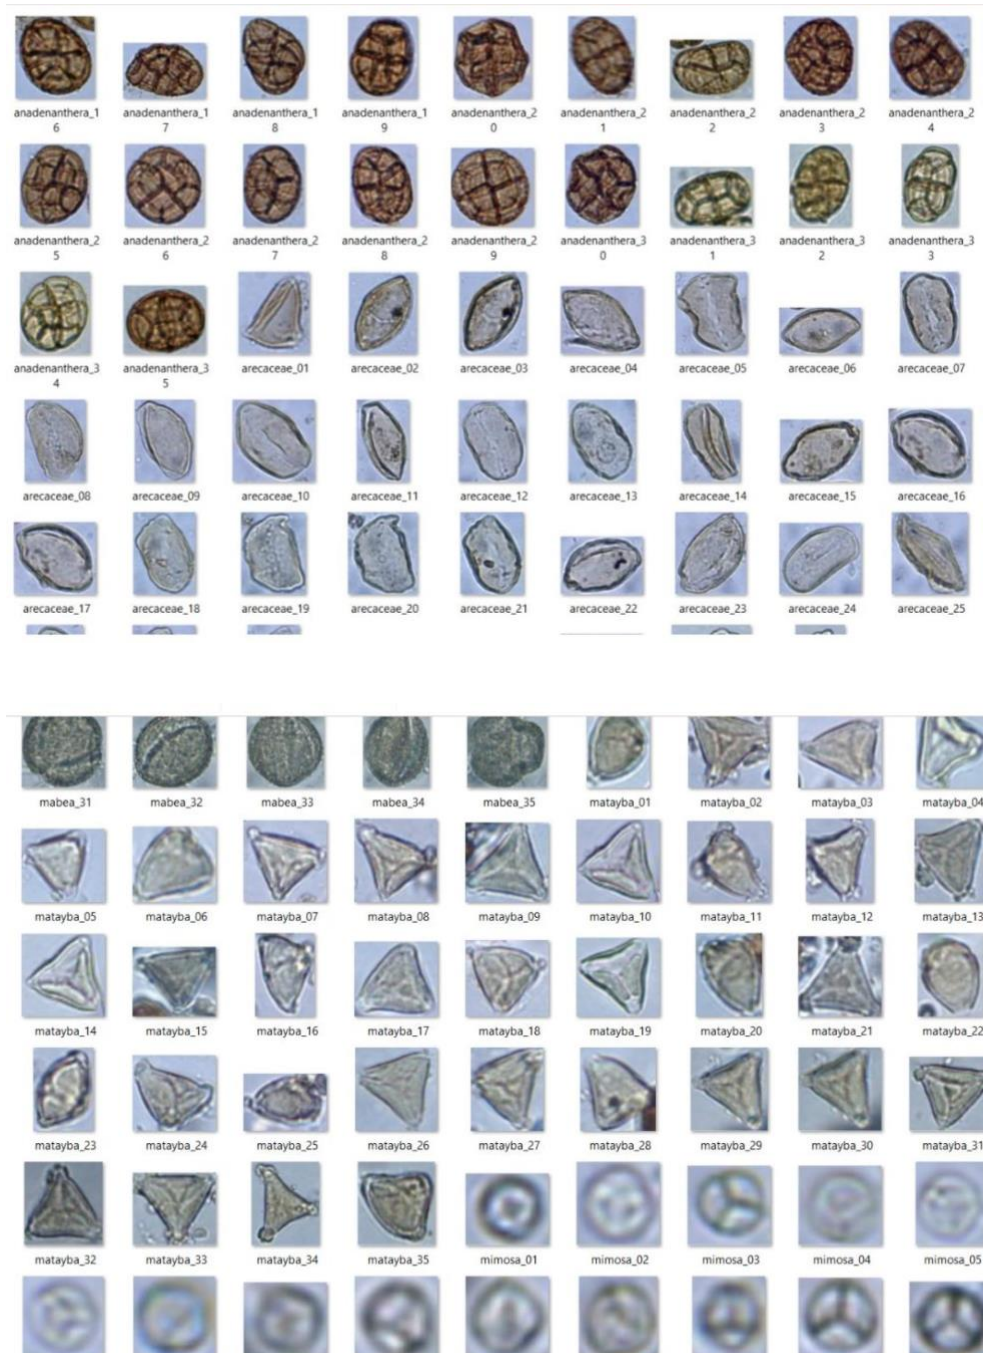 anadenanthera_1 anadenanthera_1 anadenanthera_1 anadenanthera_1 anadenanthera_2 anadenanthera_2 anadenanthera_2 anadenanthera_2 anadenanthera_2
6 7 8 9 0 1 2 3 4
anadenanthera_2 anadenanthera_2 anadenanthera_2 anadenanthera_2 anadenanthera_2 anadenanthera_3 anadenanthera_3 anadenanthera_3 anadenanthera_3
5 6 7 8 9 0 1 2 3
anadenanthera_3 anadenanthera_3 arecaceae_01 arecaceae_02 arecaceae_03 arecaceae_04 arecaceae_05 arecaceae_06 arecaceae_07
4 5
arecaceae_08 arecaceae_09 arecaceae_10 arecaceae_11 arecaceae_12 arecaceae_13 arecaceae_14 arecaceae_15 arecaceae_16
arecaceae_17 arecaceae_18 arecaceae_19 arecaceae_20 arecaceae_21 arecaceae_22 arecaceae_23 arecaceae_24 arecaceae_25
mabea_31 mabea_32 mabea_33 mabea_34 mabea_35 matayba_01 matayba_02 matayba_03 matayba_04
matayba_05 matayba_06 matayba_07 matayba_08 matayba_09 matayba_10 matayba_11 matayba_12 matayba_13
matayba_14 matayba_15 matayba_16 matayba_17 matayba_18 matayba_19 matayba_20 matayba_21 matayba_22
matayba_23 matayba_24 matayba_25 matayba_26 matayba_27 matayba_28 matayba_29 matayba_30 matayba_31
matayba_32 matayba_33 matayba_34 matayba_35 mimosa_01 mimosa_02 mimosa_03 mimosa_04 mimosa_05